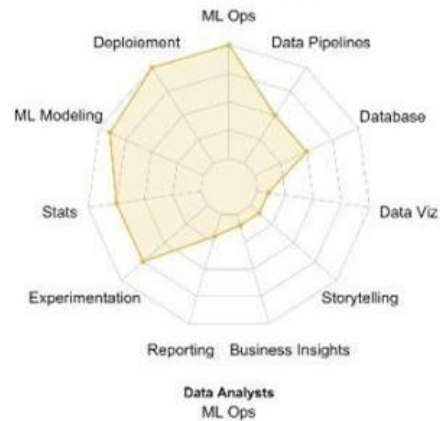 ML Ops
Deploiement
Data Pipelines
ML Modeling
Database
Stats
Data Viz
Experimentation
Storytelling
Reporting
Business Insights
Data Analysts
ML Ops